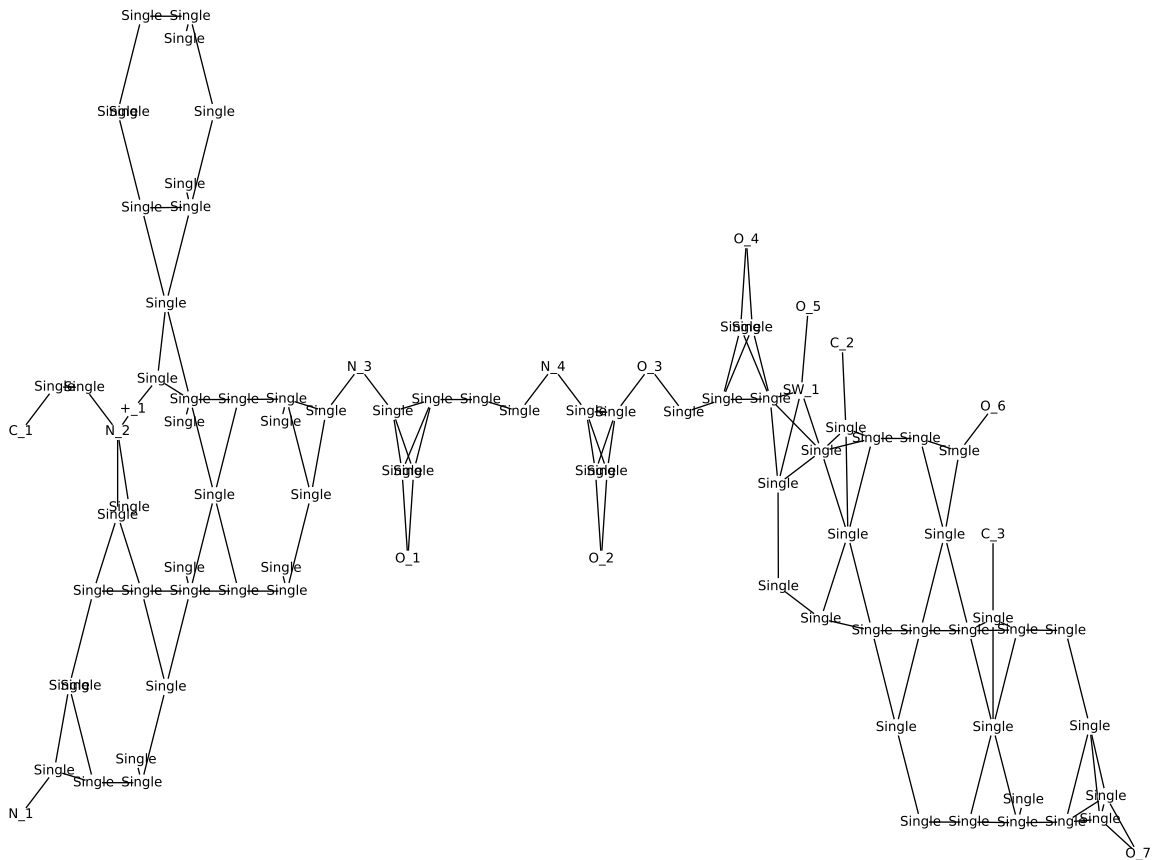 Single Single
Single
Single Single Single
Single
Single Single
O_4
Single
O_5
Single Single
C_2
N_3 N_4 O_3
Single
Single Single SW_1
Single Single Single Single Single Single Single
+_1 O_6
Single Single Single Single Single Single
Single Single
C_1 N_2 Single
Single Single Single
Single Single
Single Single Single Single
Single
Single Single
Single
Single
Single Single C_3
O_1 O_2
Single Single
Single
Single Single Single Single Single
Single Single
Single Single Single Single Single
Single Single Single
Single Single Single
Single
Single
Single Single Single
Single
N_1
Single Single Single Single Single
O_7